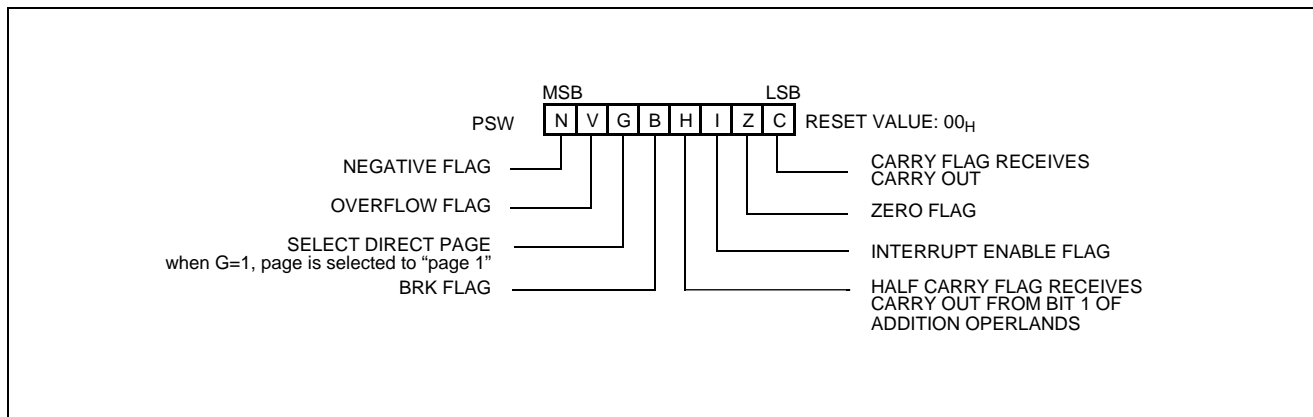 MSB LSB
PSW N V G B H I Z C RESET VALUE: 00H
NEGATIVE FLAG
OVERFLOW FLAG
SELECT DIRECT PAGE
when G=1, page is selected to “page 1”
BRK FLAG
CARRY FLAG RECEIVES
CARRY OUT
ZERO FLAG
INTERRUPT ENABLE FLAG
HALF CARRY FLAG RECEIVES
CARRY OUT FROM BIT 1 OF
ADDITION OPERLANDS